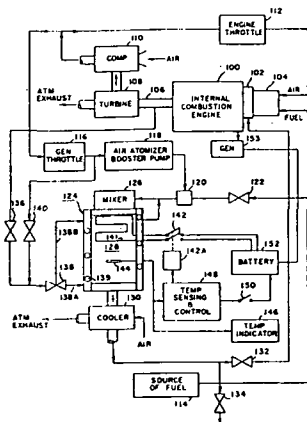 ENGINE
THROTTLE
112
110
COMP
AIR
100
102
104
108
TURBINE
106
ATM
EXHAUST
INTERNAL
COMBUSTION
ENGINE
AIR
FUEL
116
GEN
THROTTLE
118
AIR ATOMIZER
BOOSTER PUMP
GEN
153
136
140
124
126
MIXER
120
122
142
138B
141
128
144
142A
152
BATTERY
138
139
138A
148
TEMP
SENSING
&
CONTROL
150
130
COOLER
ATM
EXHAUST
AIR
146
TEMP
INDICATOR
132
SOURCE
OF FUEL
114
134